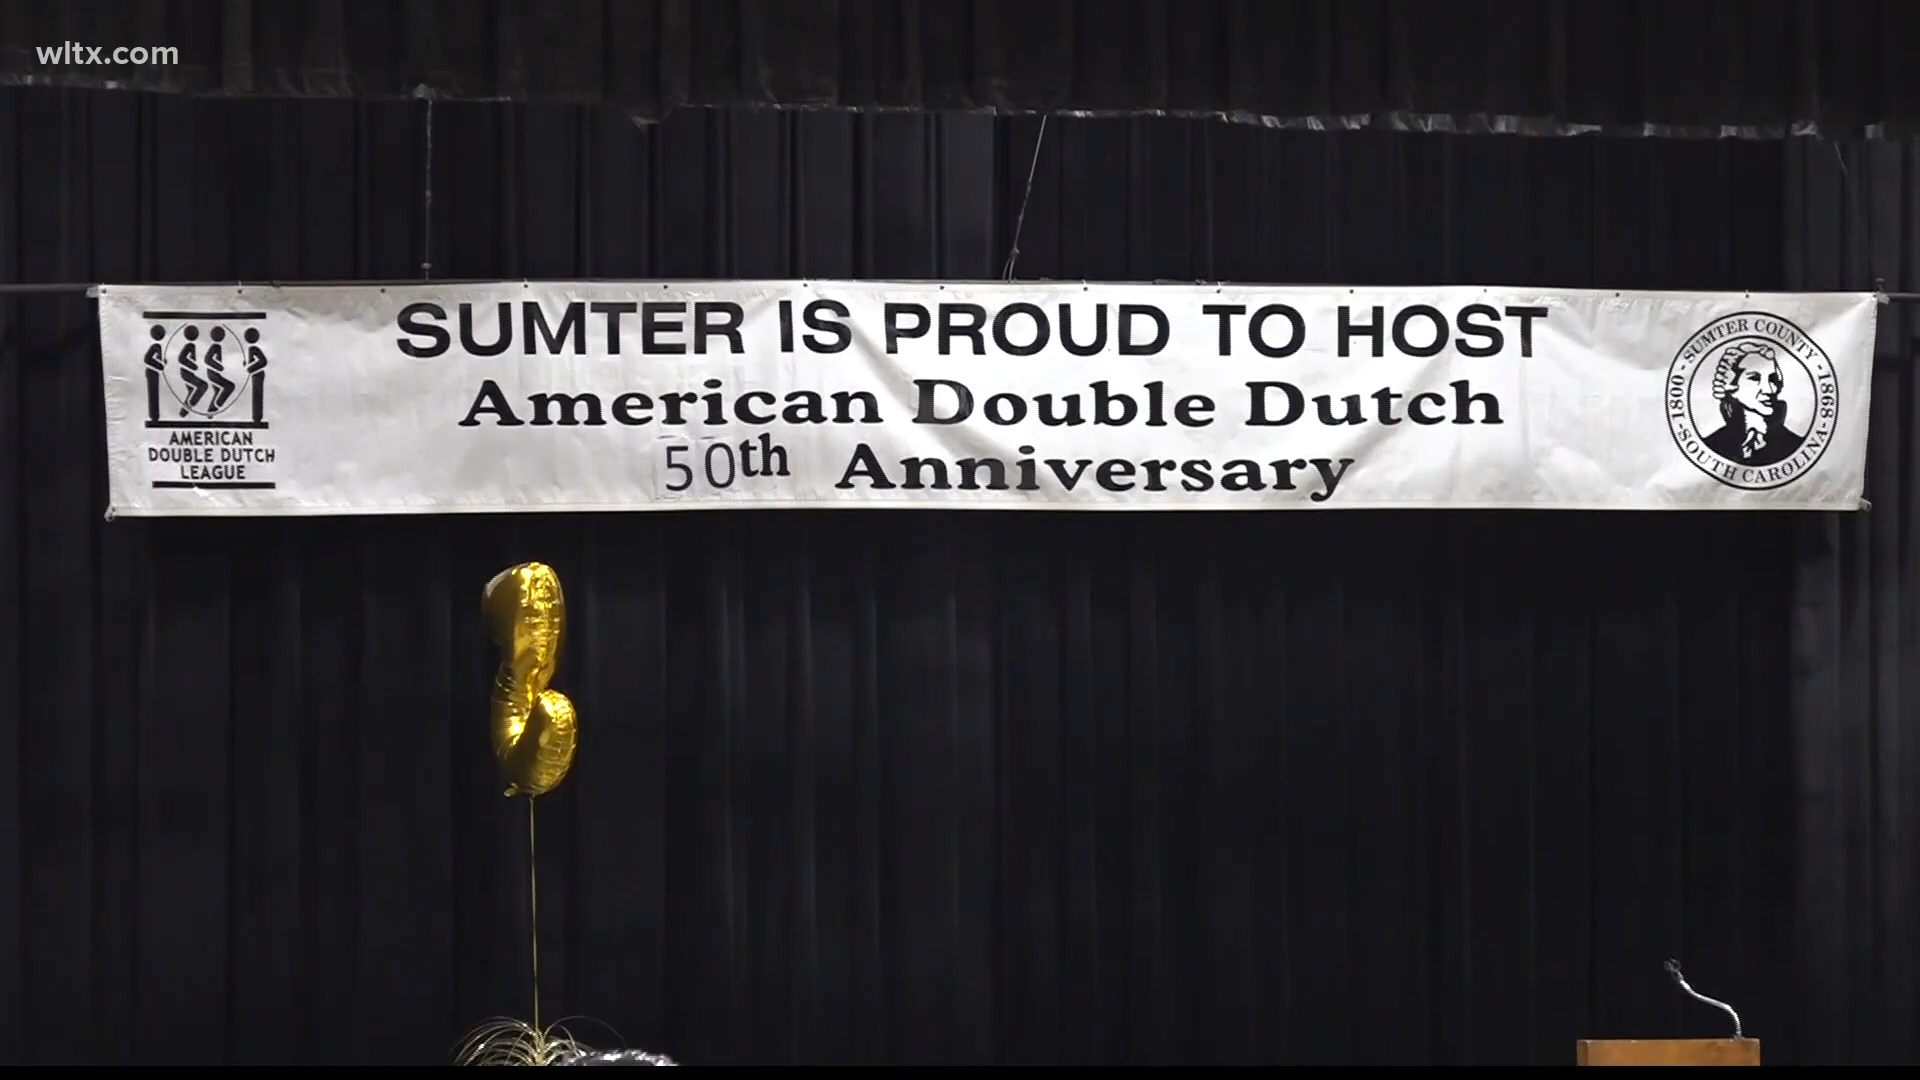 wltx.com
SUMTER IS PROUD TO HOST
American Double Dutch
50th Anniversary
AMERICAN
DOUBLE DUTCH
LEAGUE
SUMTER COUNTY
-1800-
-1868-
SOUTH CAROLINA